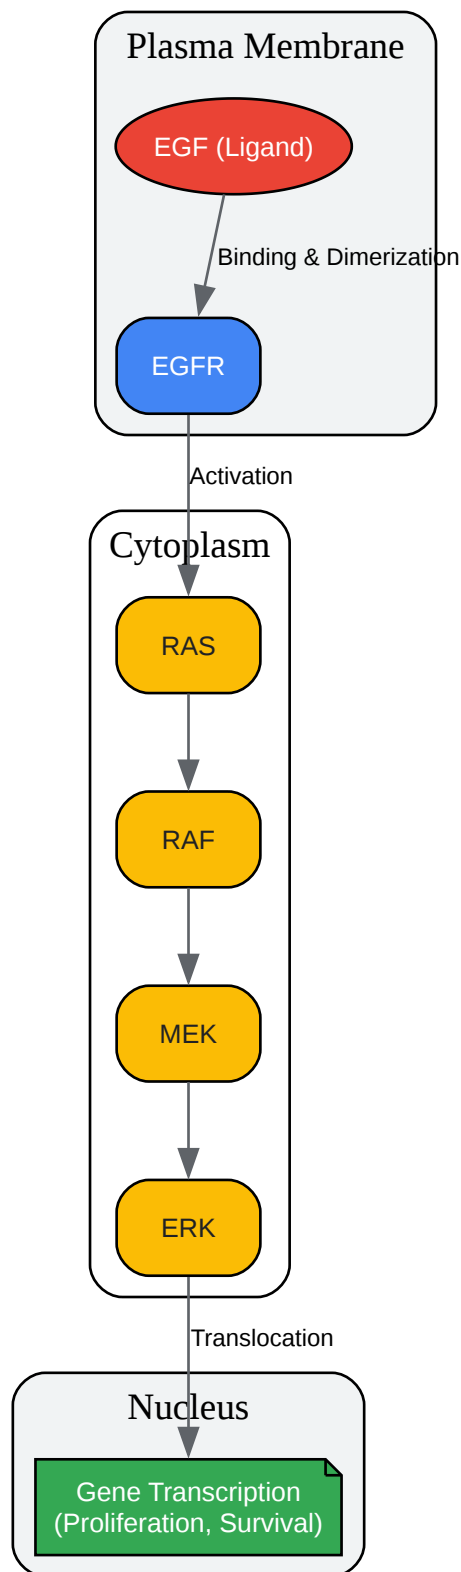 Plasma Membrane
EGF (Ligand)
Binding & Dimerization
EGFR
Activation
Cytoplasm
RAS
RAF
MEK
ERK
Translocation
Nucleus
Gene Transcription
(Proliferation, Survival)